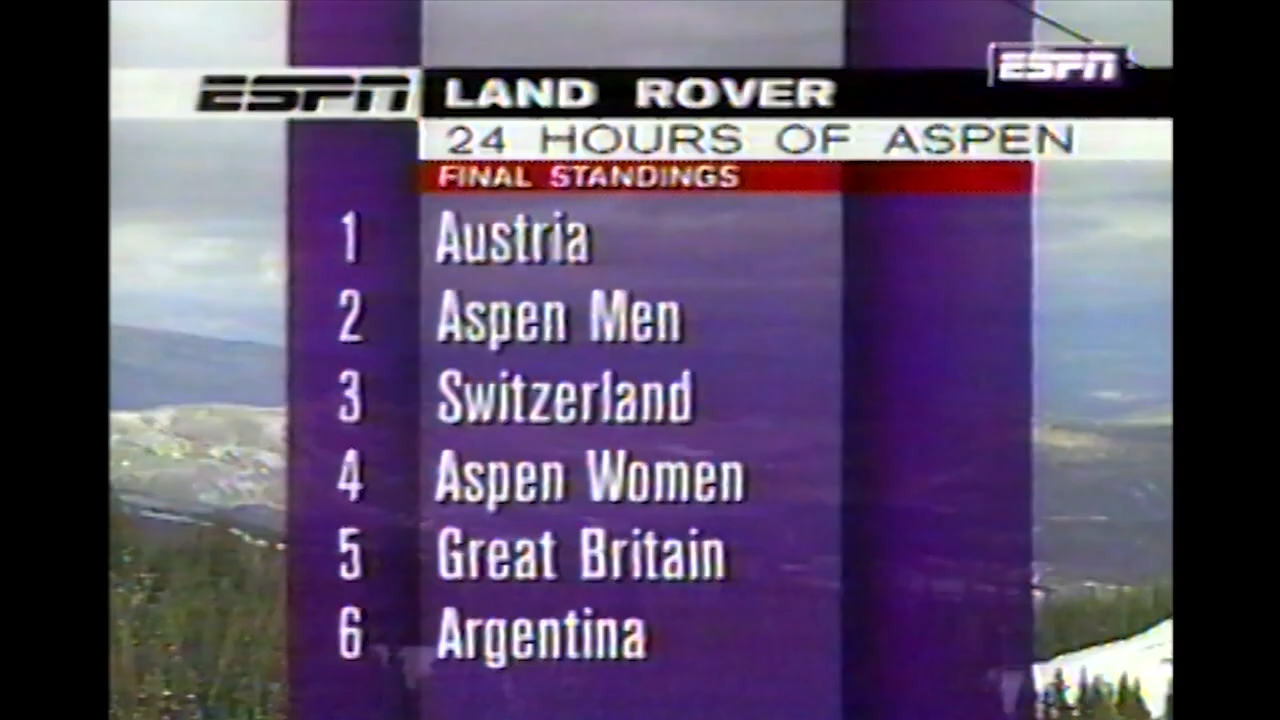 ESPN
ESPN LAND ROVER
24 HOURS OF ASPEN
FINAL STANDINGS
1 Austria
2 Aspen Men
3 Switzerland
4 Aspen Women
5 Great Britain
6 Argentina